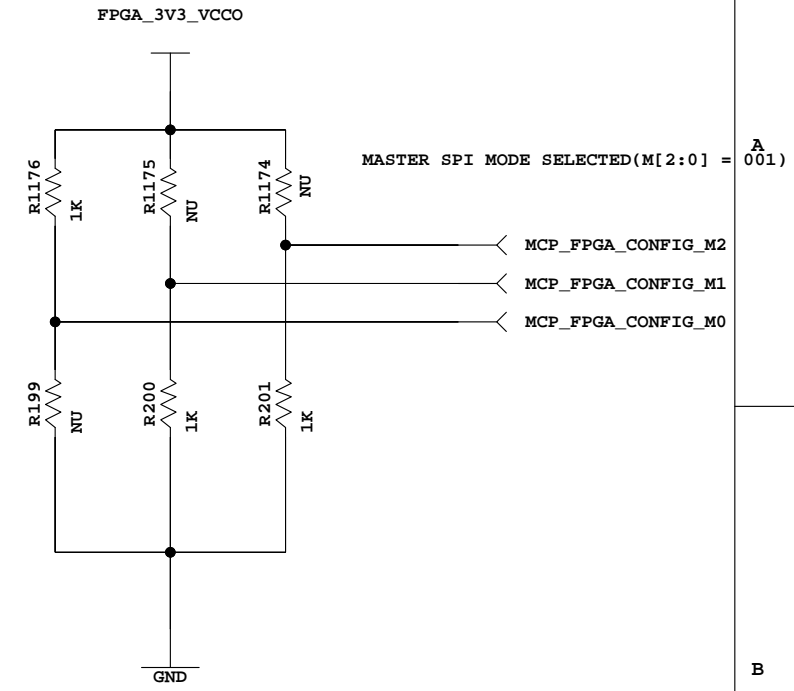 FPGA_3V3_VCCO
A
MASTER SPI MODE SELECTED(M[2:0] = 001)
R1176
1K
R1175
NU
R1174
NU
MCP_FPGA_CONFIG_M2
MCP_FPGA_CONFIG_M1
MCP_FPGA_CONFIG_M0
R199
NU
R200
1K
R201
1K
GND
B